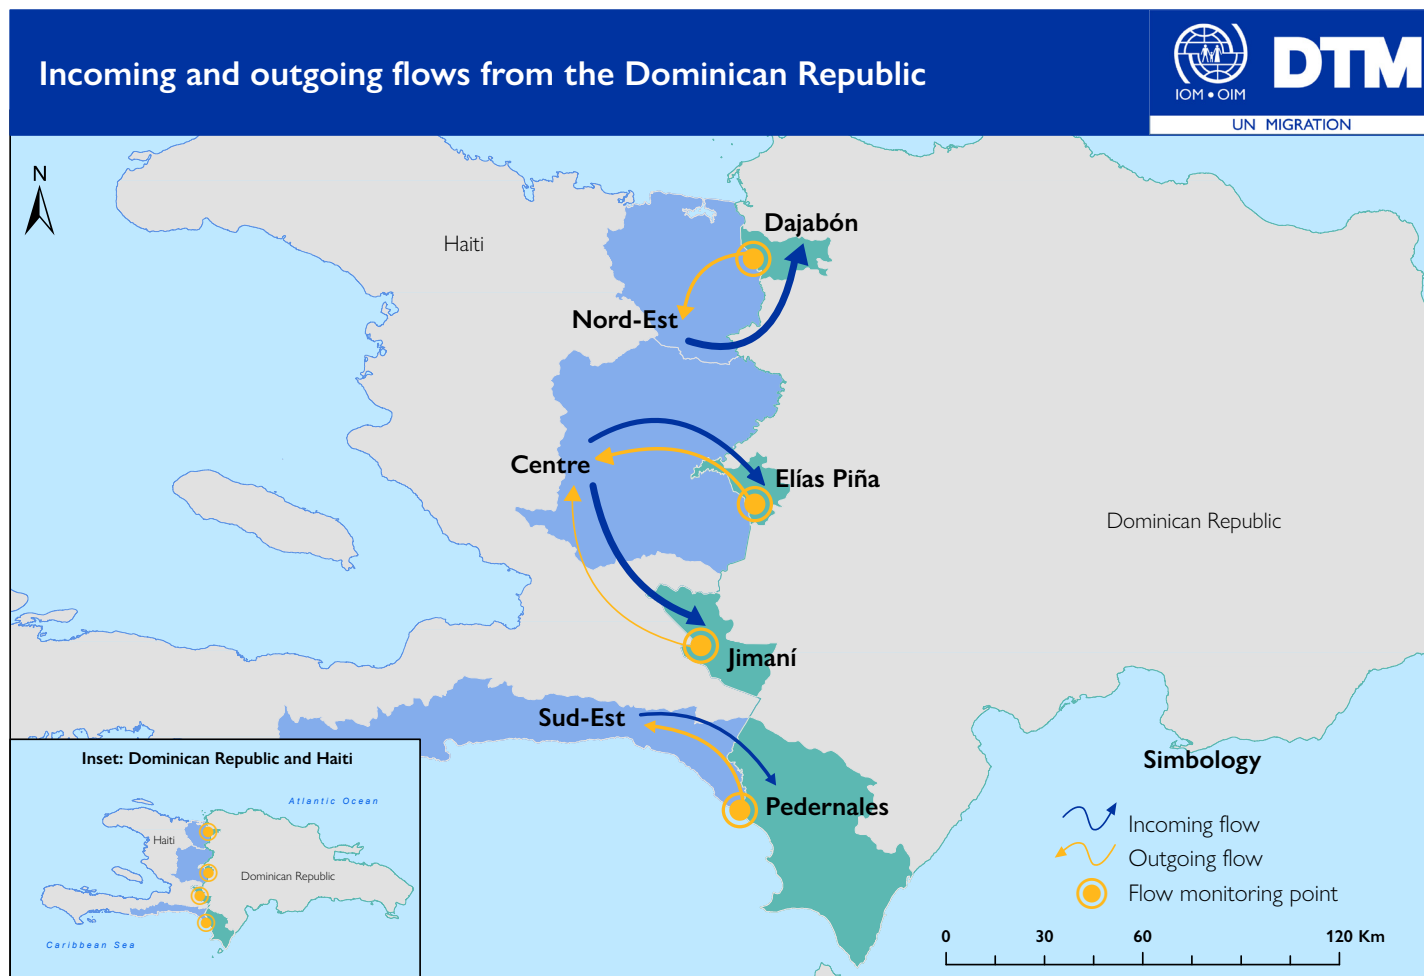 Incoming and outgoing flows from the Dominican Republic
IOM • OIM
DTM
UN MIGRATION
N
Haiti
Dajabón
Nord-Est
Centre
Elías Piña
Dominican Republic
Jimaní
Sud-Est
Pedernales
Inset: Dominican Republic and Haiti
Atlantic Ocean
Haiti
Dominican Republic
Caribbean Sea
Simbology
Incoming flow
Outgoing flow
Flow monitoring point
0 30 60 120 Km